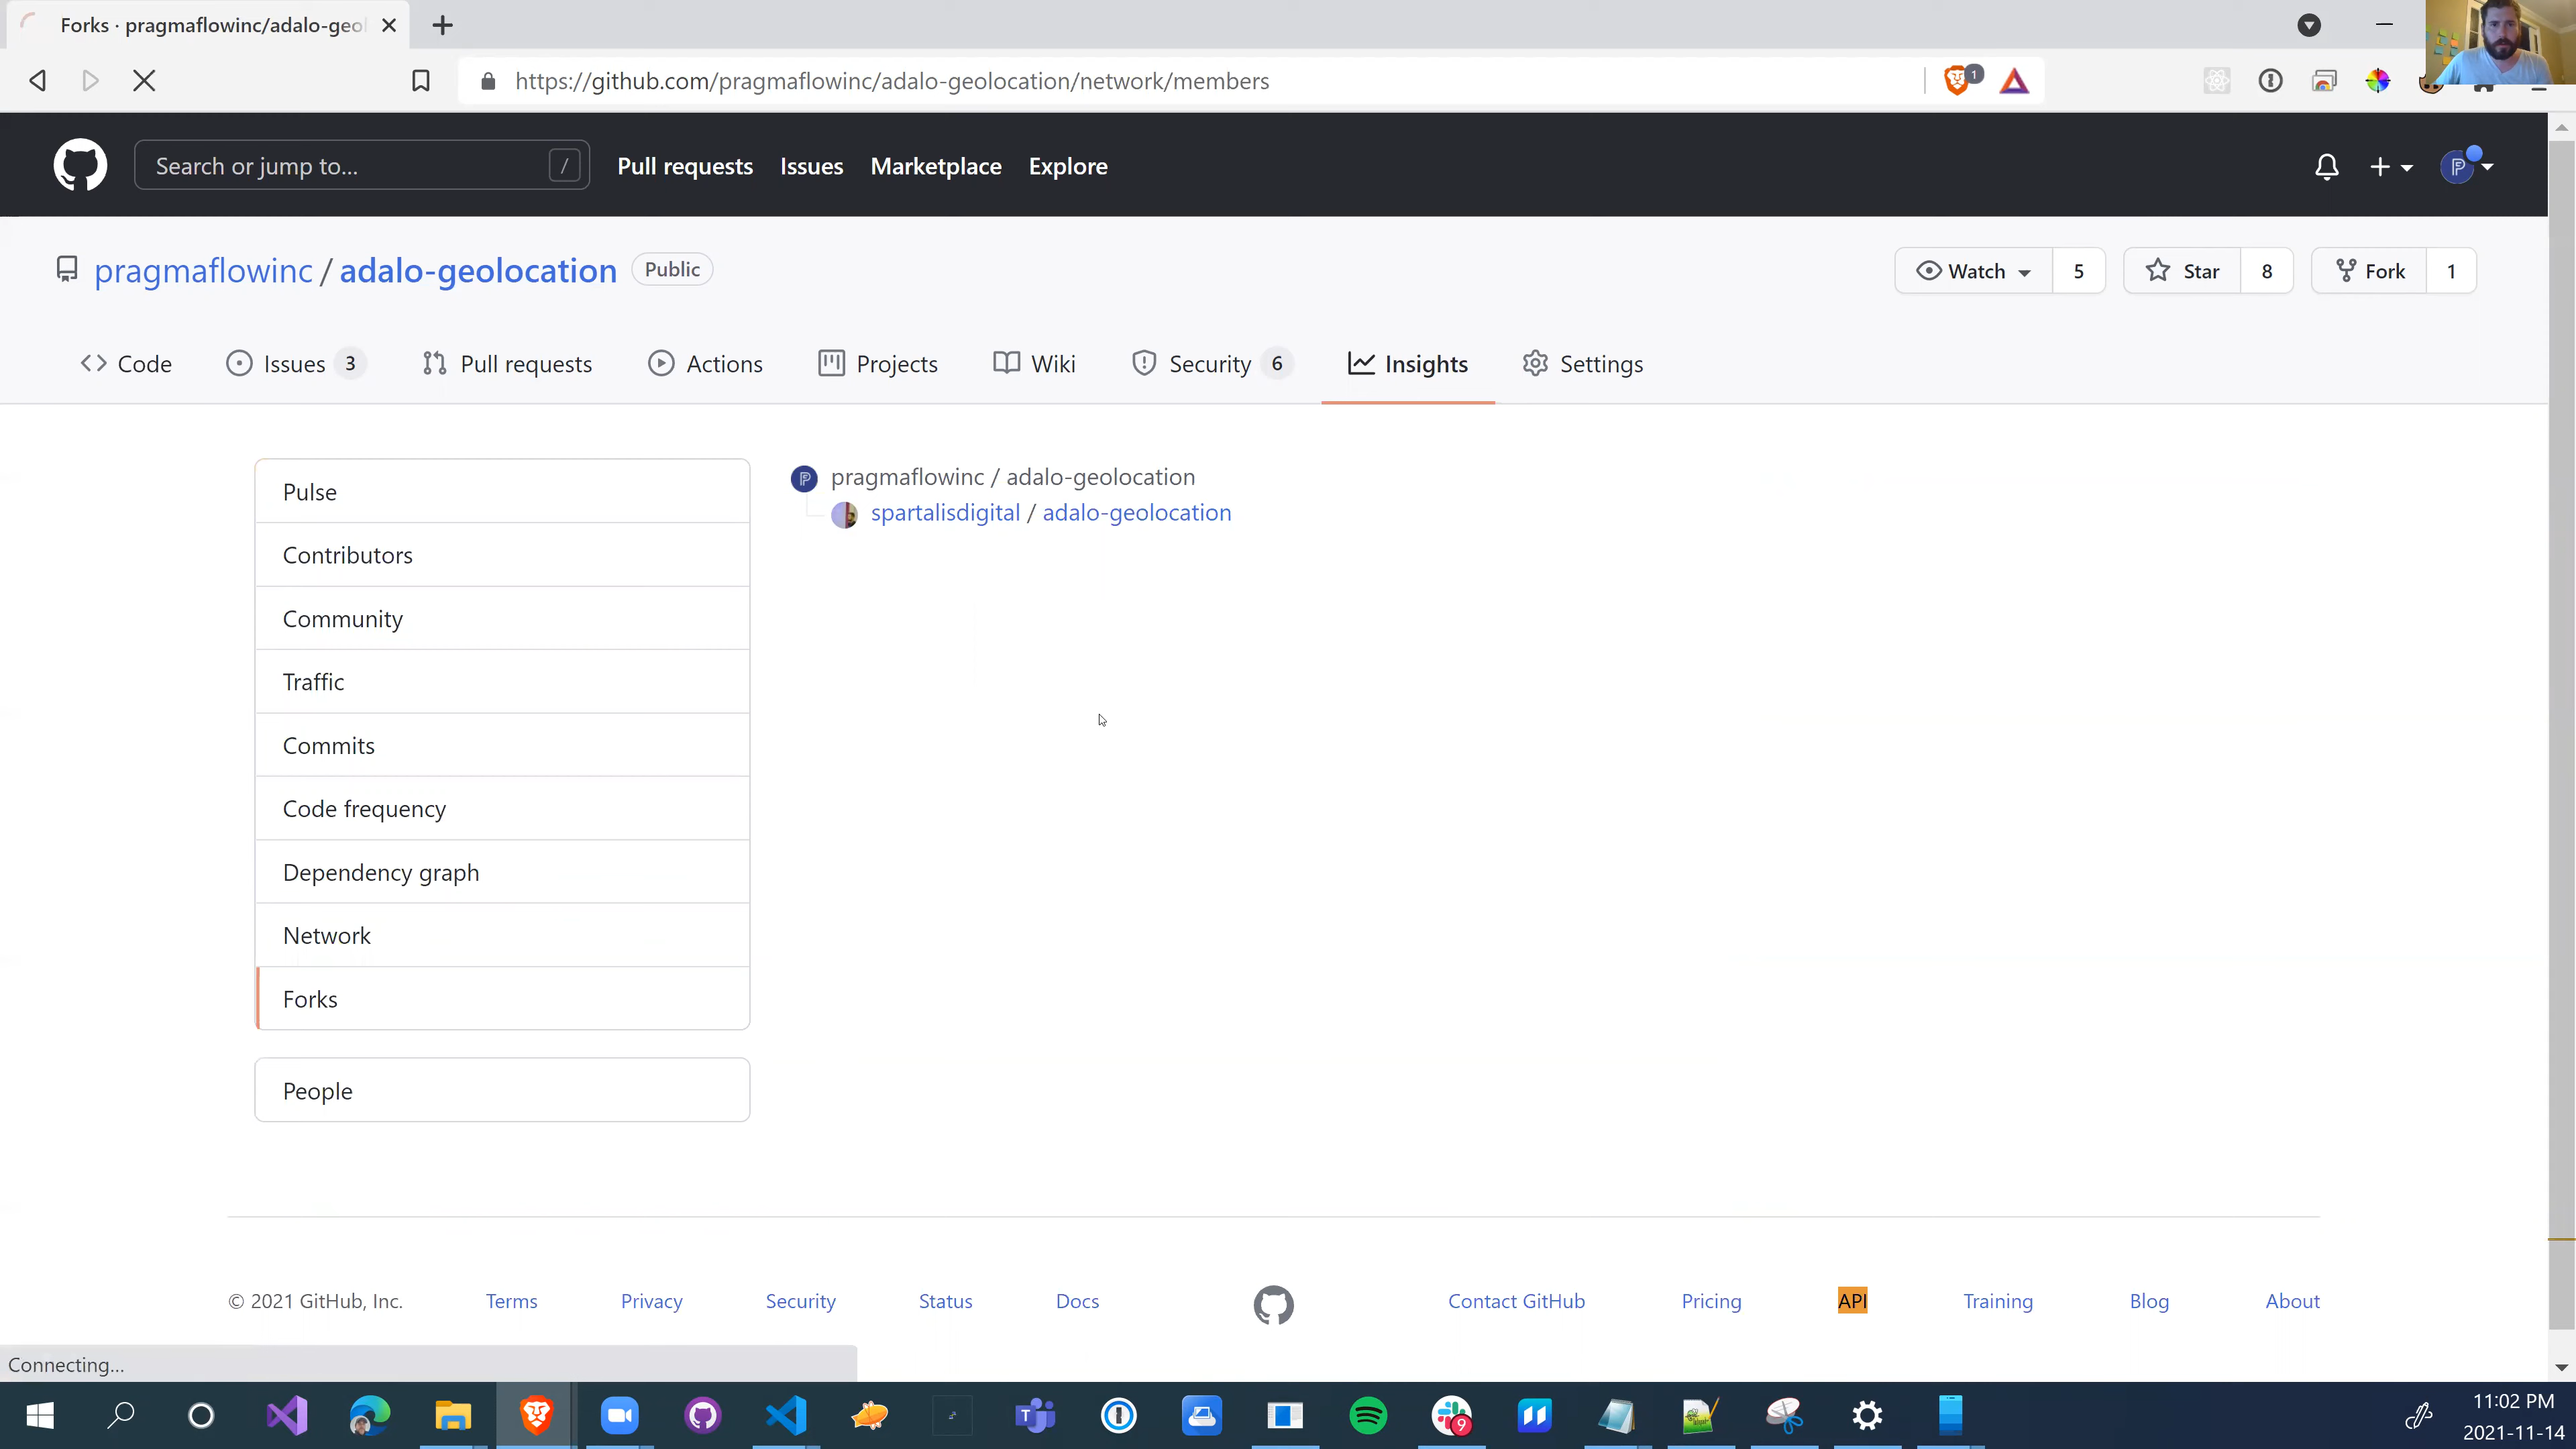 Forks · pragmaflowinc/adalo-geol
https://github.com/pragmaflowinc/adalo-geolocation/network/members
1
Search or jump to... /
Pull requests Issues Marketplace Explore
pragmaflowinc / adalo-geolocation Public
Watch 5 Star 8 Fork 1
Code Issues 3 Pull requests Actions Projects Wiki Security 6 Insights Settings
Pulse
Contributors
Community
Traffic
Commits
Code frequency
Dependency graph
Network
Forks
People
pragmaflowinc / adalo-geolocation
spartalisdigital / adalo-geolocation
© 2021 GitHub, Inc. Terms Privacy Security Status Docs Contact GitHub Pricing API Training Blog About
Connecting...
9
11:02 PM
2021-11-14